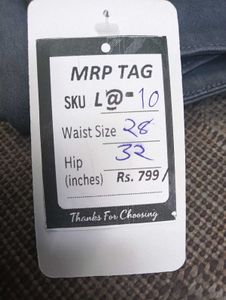 MRP TAG
SKU L@-10
Waist Size 28
Hip 32
(inches) Rs. 799/
Thanks For Choosing